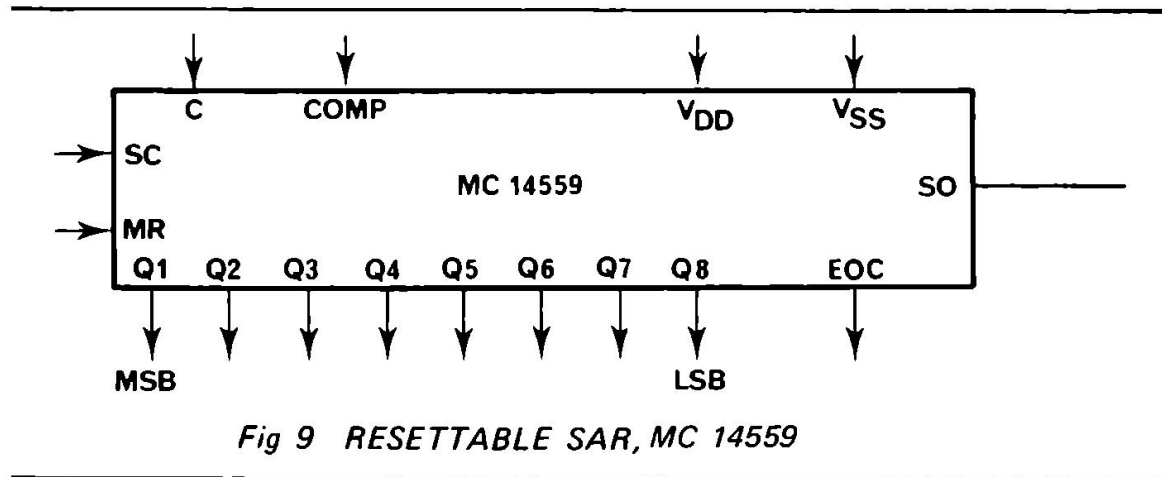 C COMP VDD VSS
SC
MC 14559 SO
MR
Q1 Q2 Q3 Q4 Q5 Q6 Q7 Q8 EOC
MSB LSB
Fig 9 RESETTABLE SAR, MC 14559